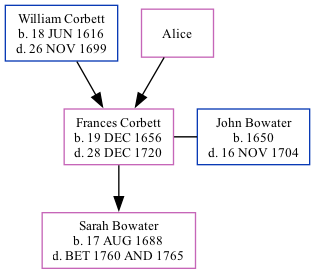 William Corbett
b. 18 JUN 1616
d. 26 NOV 1699
Alice
Frances Corbett
b. 19 DEC 1656
d. 28 DEC 1720
John Bowater
b. 1650
d. 16 NOV 1704
Sarah Bowater
b. 17 AUG 1688
d. BET 1760 AND 1765